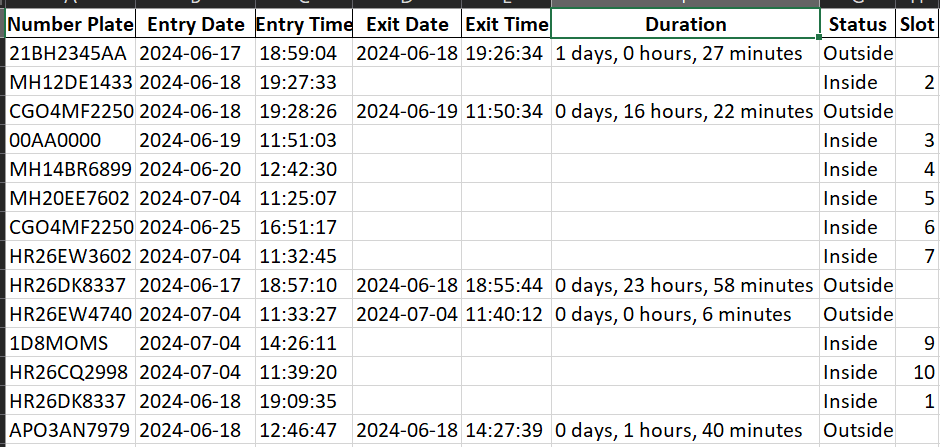 Number Plate Entry Date Entry Time Exit Date Exit Time Duration Status Slot
21BH2345AA 2024-06-17 18:59:04 2024-06-18 19:26:34 1 days, 0 hours, 27 minutes Outside
MH12DE1433 2024-06-18 19:27:33 Inside 2
CGO4MF2250 2024-06-18 19:28:26 2024-06-19 11:50:34 0 days, 16 hours, 22 minutes Outside
00AA0000 2024-06-19 11:51:03 Inside 3
MH14BR6899 2024-06-20 12:42:30 Inside 4
MH20EE7602 2024-07-04 11:25:07 Inside 5
CGO4MF2250 2024-06-25 16:51:17 Inside 6
HR26EW3602 2024-07-04 11:32:45 Inside 7
HR26DK8337 2024-06-17 18:57:10 2024-06-18 18:55:44 0 days, 23 hours, 58 minutes Outside
HR26EW4740 2024-07-04 11:33:27 2024-07-04 11:40:12 0 days, 0 hours, 6 minutes Outside
1D8MOMS 2024-07-04 14:26:11 Inside 9
HR26CQ2998 2024-07-04 11:39:20 Inside 10
HR26DK8337 2024-06-18 19:09:35 Inside 1
APO3AN7979 2024-06-18 12:46:47 2024-06-18 14:27:39 0 days, 1 hours, 40 minutes Outside